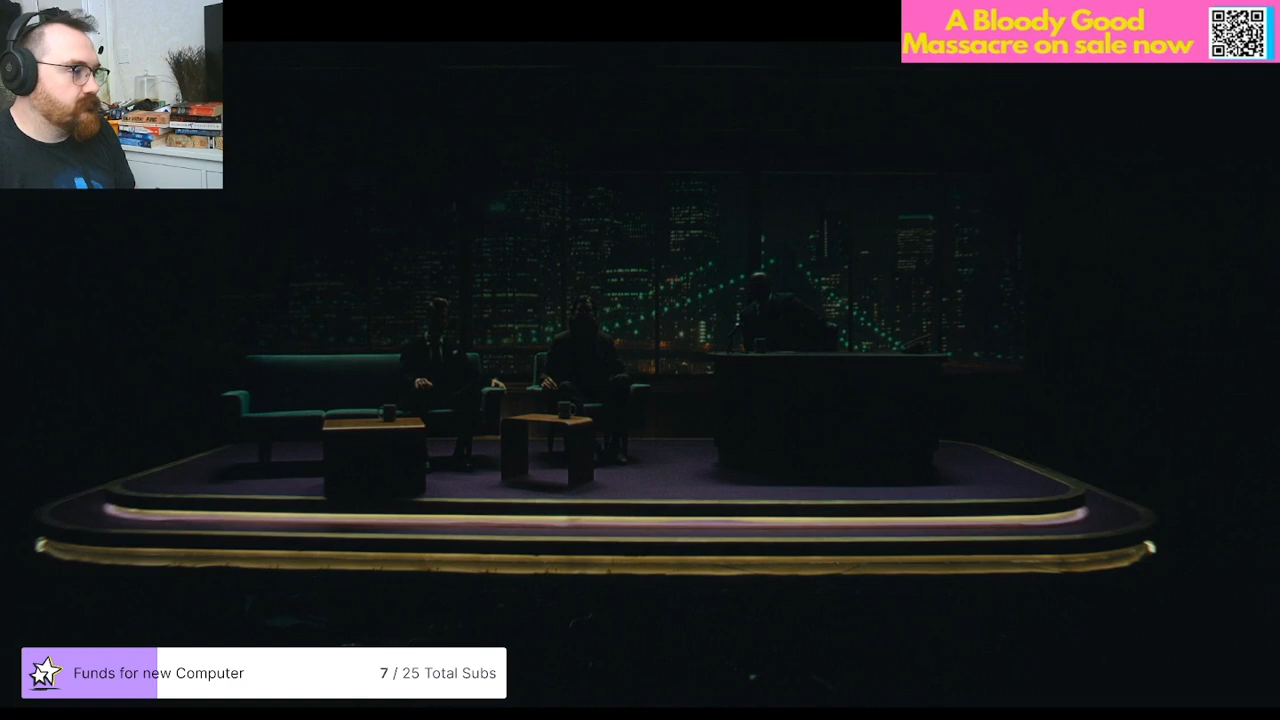 A Bloody Good
Massacre on sale now
Funds for new Computer
7 / 25 Total Subs